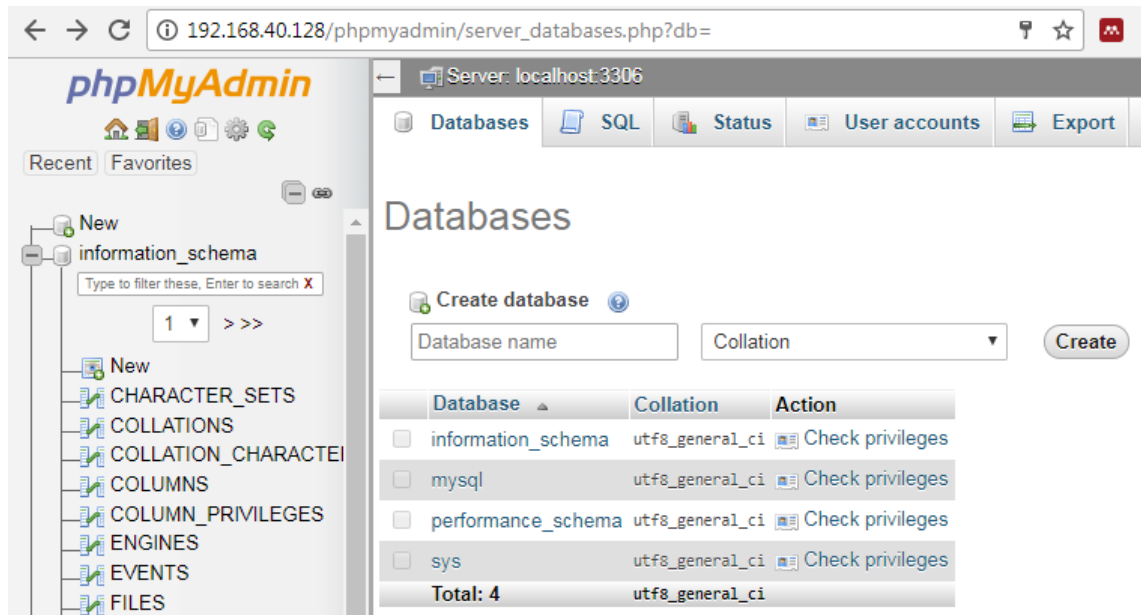 192.168.40.128/phpmyadmin/server_databases.php?db=
phpMyAdmin
Recent Favorites
New
information_schema
Type to filter these, Enter to search X
1 > >>
New
CHARACTER_SETS
COLLATIONS
COLLATION_CHARACTE
COLUMNS
COLUMN_PRIVILEGES
ENGINES
EVENTS
FILES
Server: localhost:3306
Databases SQL Status User accounts Export
Databases
Create database
Database name Collation Create
Database Collation Action
information_schema utf8_general_ci Check privileges
mysql utf8_general_ci Check privileges
performance_schema utf8_general_ci Check privileges
sys utf8_general_ci Check privileges
Total: 4 utf8_general_ci